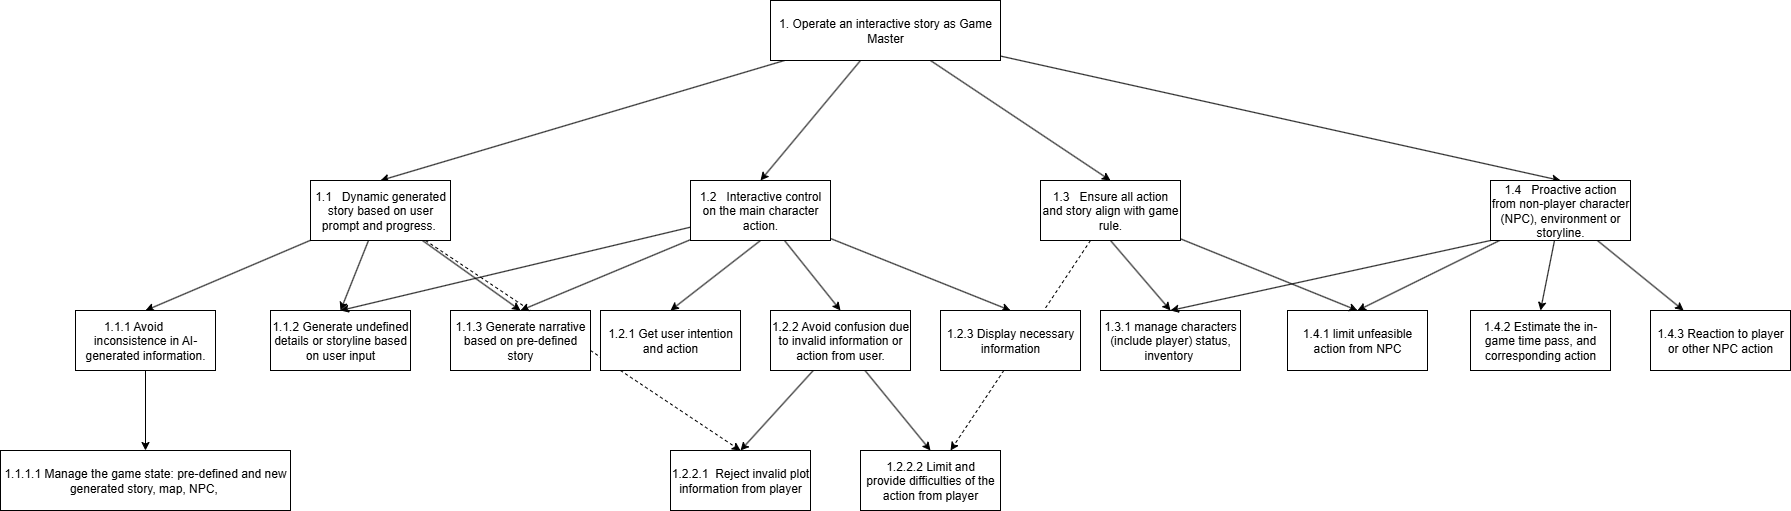 1. Operate an interactive story as Game
Master
1.1 Dynamic generated
story based on user
prompt and progress.
1.2 Interactive control
on the main character
action.
1.3 Ensure all action
and story align with game
rule.
1.4 Proactive action
from non-player character
(NPC), environment or
storyline.
1.1.1 Avoid
inconsistence in AI-
generated information.
1.1.2 Generate undefined
details or storyline based
on user input
1.1.3 Generate narrative
based on pre-defined
story
1.2.1 Get user intention
and action
1.2.2 Avoid confusion due
to invalid information or
action from user.
1.2.3 Display necessary
information
1.3.1 manage characters
(include player) status,
inventory
1.4.1 limit unfeasible
action from NPC
1.4.2 Estimate the in-
game time pass, and
corresponding action
1.4.3 Reaction to player
or other NPC action
1.1.1.1 Manage the game state: pre-defined and new
generated story, map, NPC,
1.2.2.1 Reject invalid plot
information from player
1.2.2.2 Limit and
provide difficulties of the
action from player